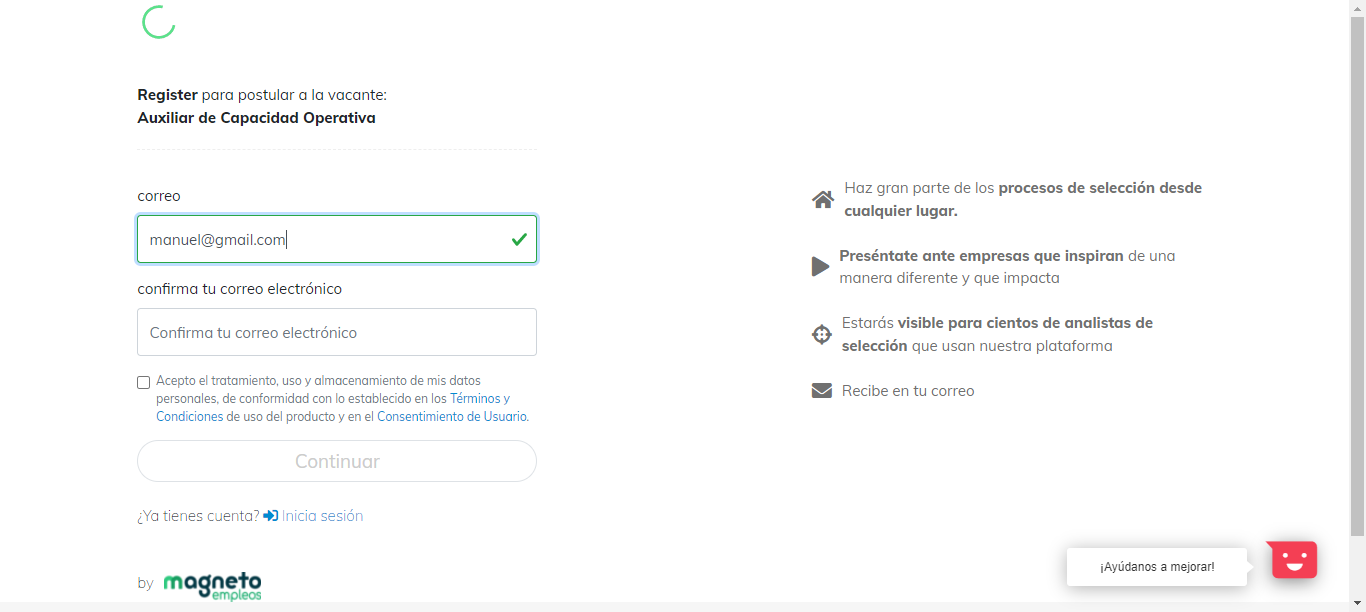 Register para postular a la vacante:
Auxiliar de Capacidad Operativa
correo
manuel@gmail.com
confirma tu correo electrónico
Confirma tu correo electrónico
Acepto el tratamiento, uso y almacenamiento de mis datos
personales, de conformidad con lo establecido en los Términos y
Condiciones de uso del producto y en el Consentimiento de Usuario.
Continuar
¿Ya tienes cuenta? Inicia sesión
by magneto
empleos
Haz gran parte de los procesos de selección desde
cualquier lugar.
Preséntate ante empresas que inspiran de una
manera diferente y que impacta
Estarás visible para cientos de analistas de
selección que usan nuestra plataforma
Recibe en tu correo
¡Ayúdanos a mejorar!